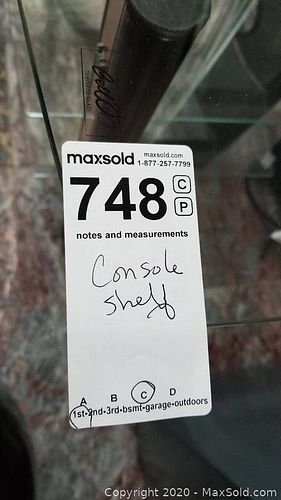 maxsold maxsold.com
1-877-257-7799
748 C
P
notes and measurements
Console
shelf
A B C D
1st•2nd•3rd•bsmt•garage•outdoors
Copyright 2020 - MaxSold.com